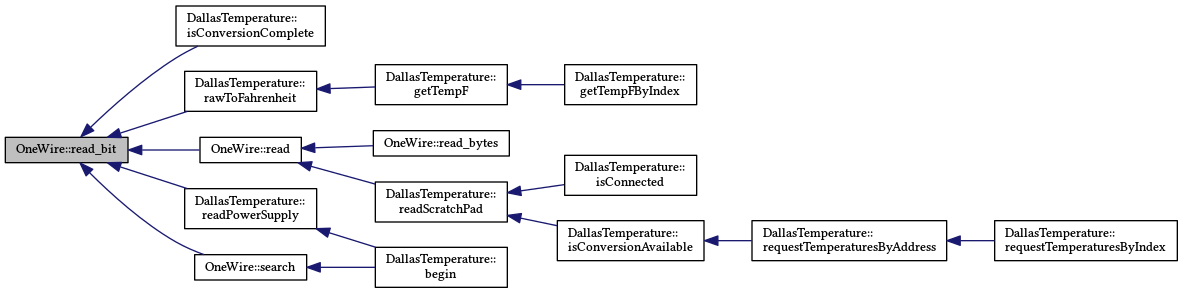 OneWire::read_bit
DallasTemperature::
isConversionComplete
DallasTemperature::
rawToFahrenheit
DallasTemperature::
getTempF
DallasTemperature::
getTempFByIndex
OneWire::read
OneWire::read_bytes
DallasTemperature::
readScratchPad
DallasTemperature::
isConnected
DallasTemperature::
isConversionAvailable
DallasTemperature::
requestTemperaturesByAddress
DallasTemperature::
requestTemperaturesByIndex
DallasTemperature::
readPowerSupply
OneWire::search
DallasTemperature::
begin